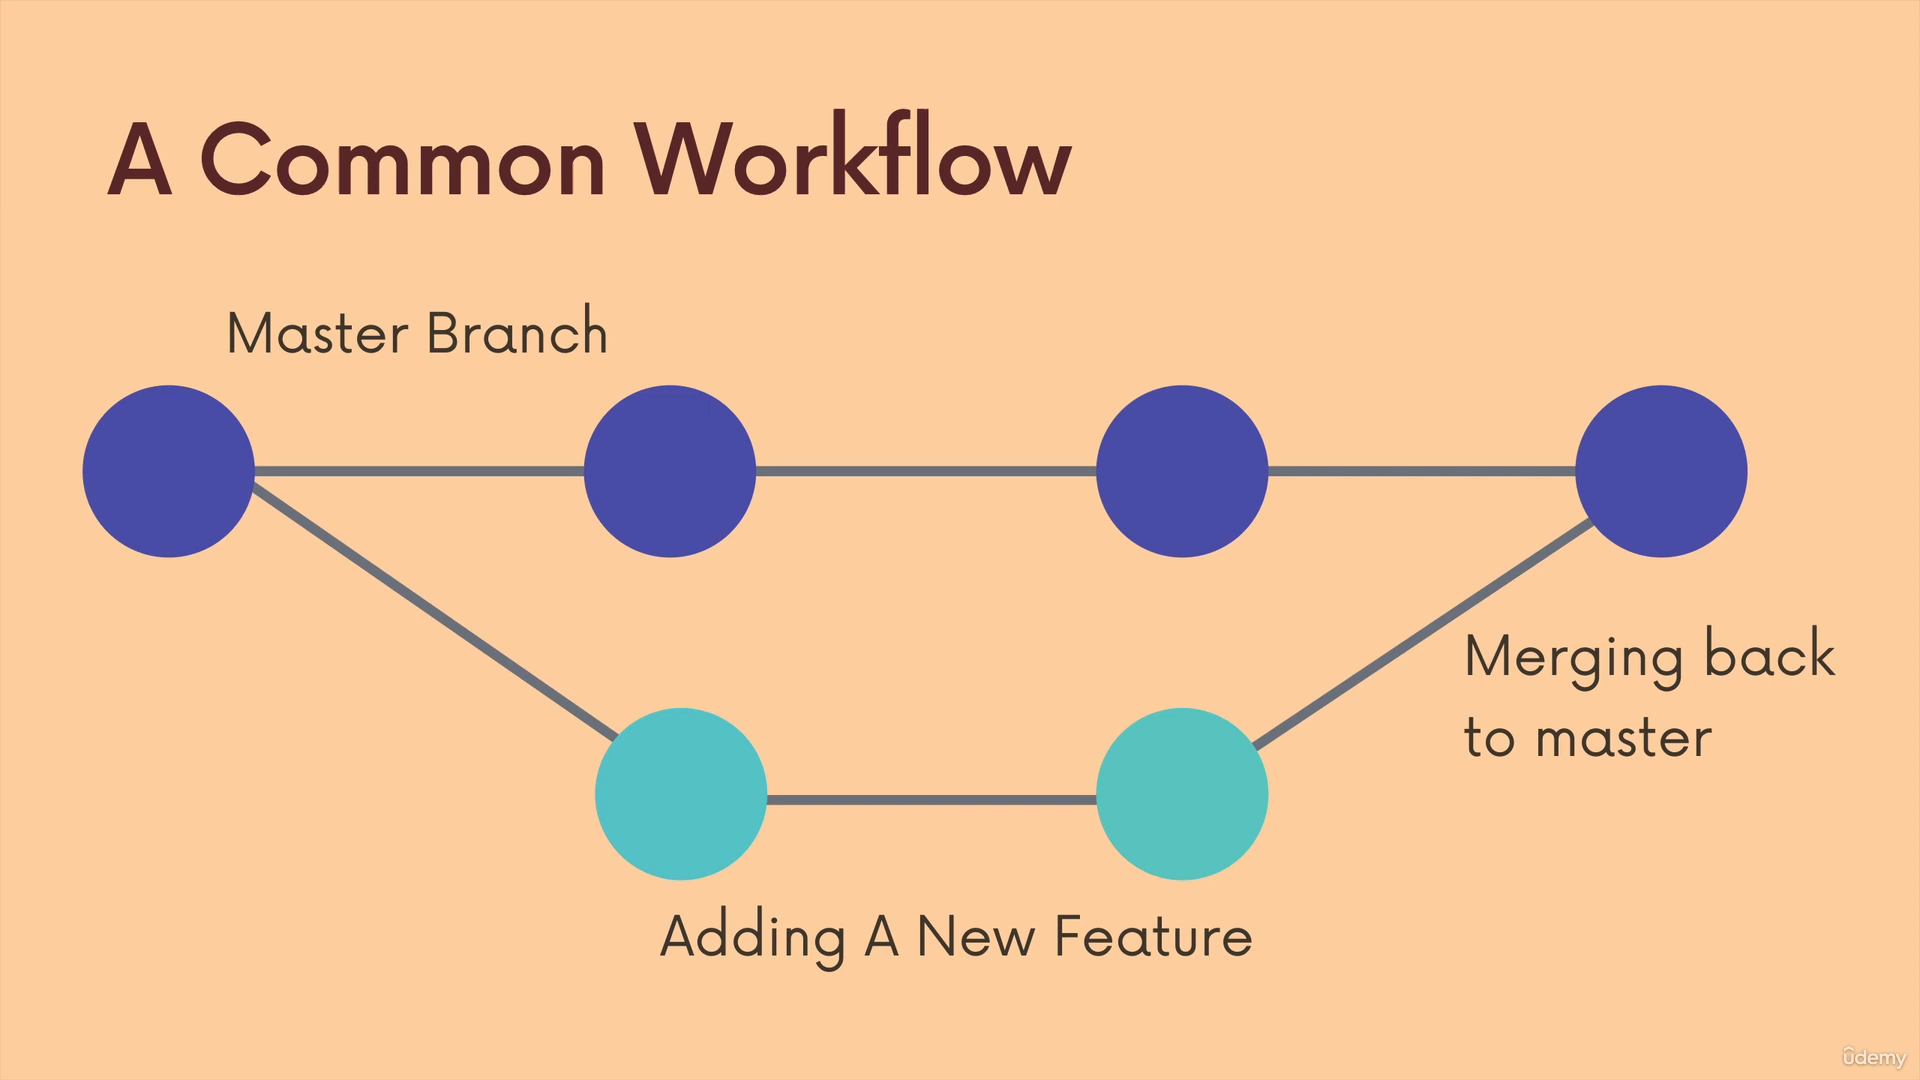 A Common Workflow
Master Branch
Merging back
to master
Adding A New Feature
ûdemy